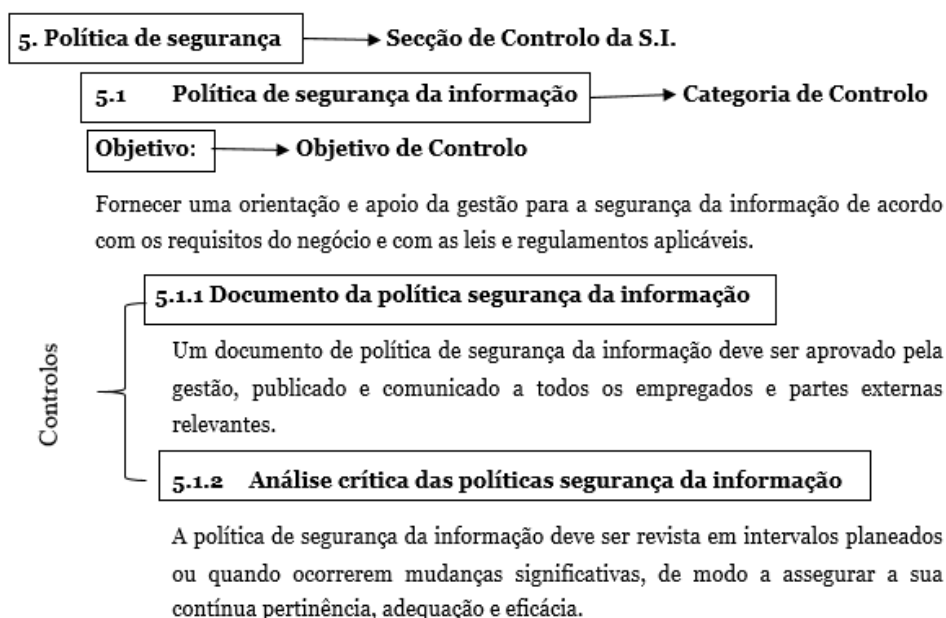 5. Política de segurança Secção de Controlo da S.I.
5.1 Política de segurança da informação Categoria de Controlo
Objetivo: Objetivo de Controlo
Fornecer uma orientação e apoio da gestão para a segurança da informação de acordo
com os requisitos do negócio e com as leis e regulamentos aplicáveis.
Controlos
5.1.1 Documento da política segurança da informação
Um documento de política de segurança da informação deve ser aprovado pela
gestão, publicado e comunicado a todos os empregados e partes externas
relevantes.
5.1.2 Análise crítica das políticas segurança da informação
A política de segurança da informação deve ser revista em intervalos planeados
ou quando ocorrerem mudanças significativas, de modo a assegurar a sua
contínua pertinência, adequação e eficácia.